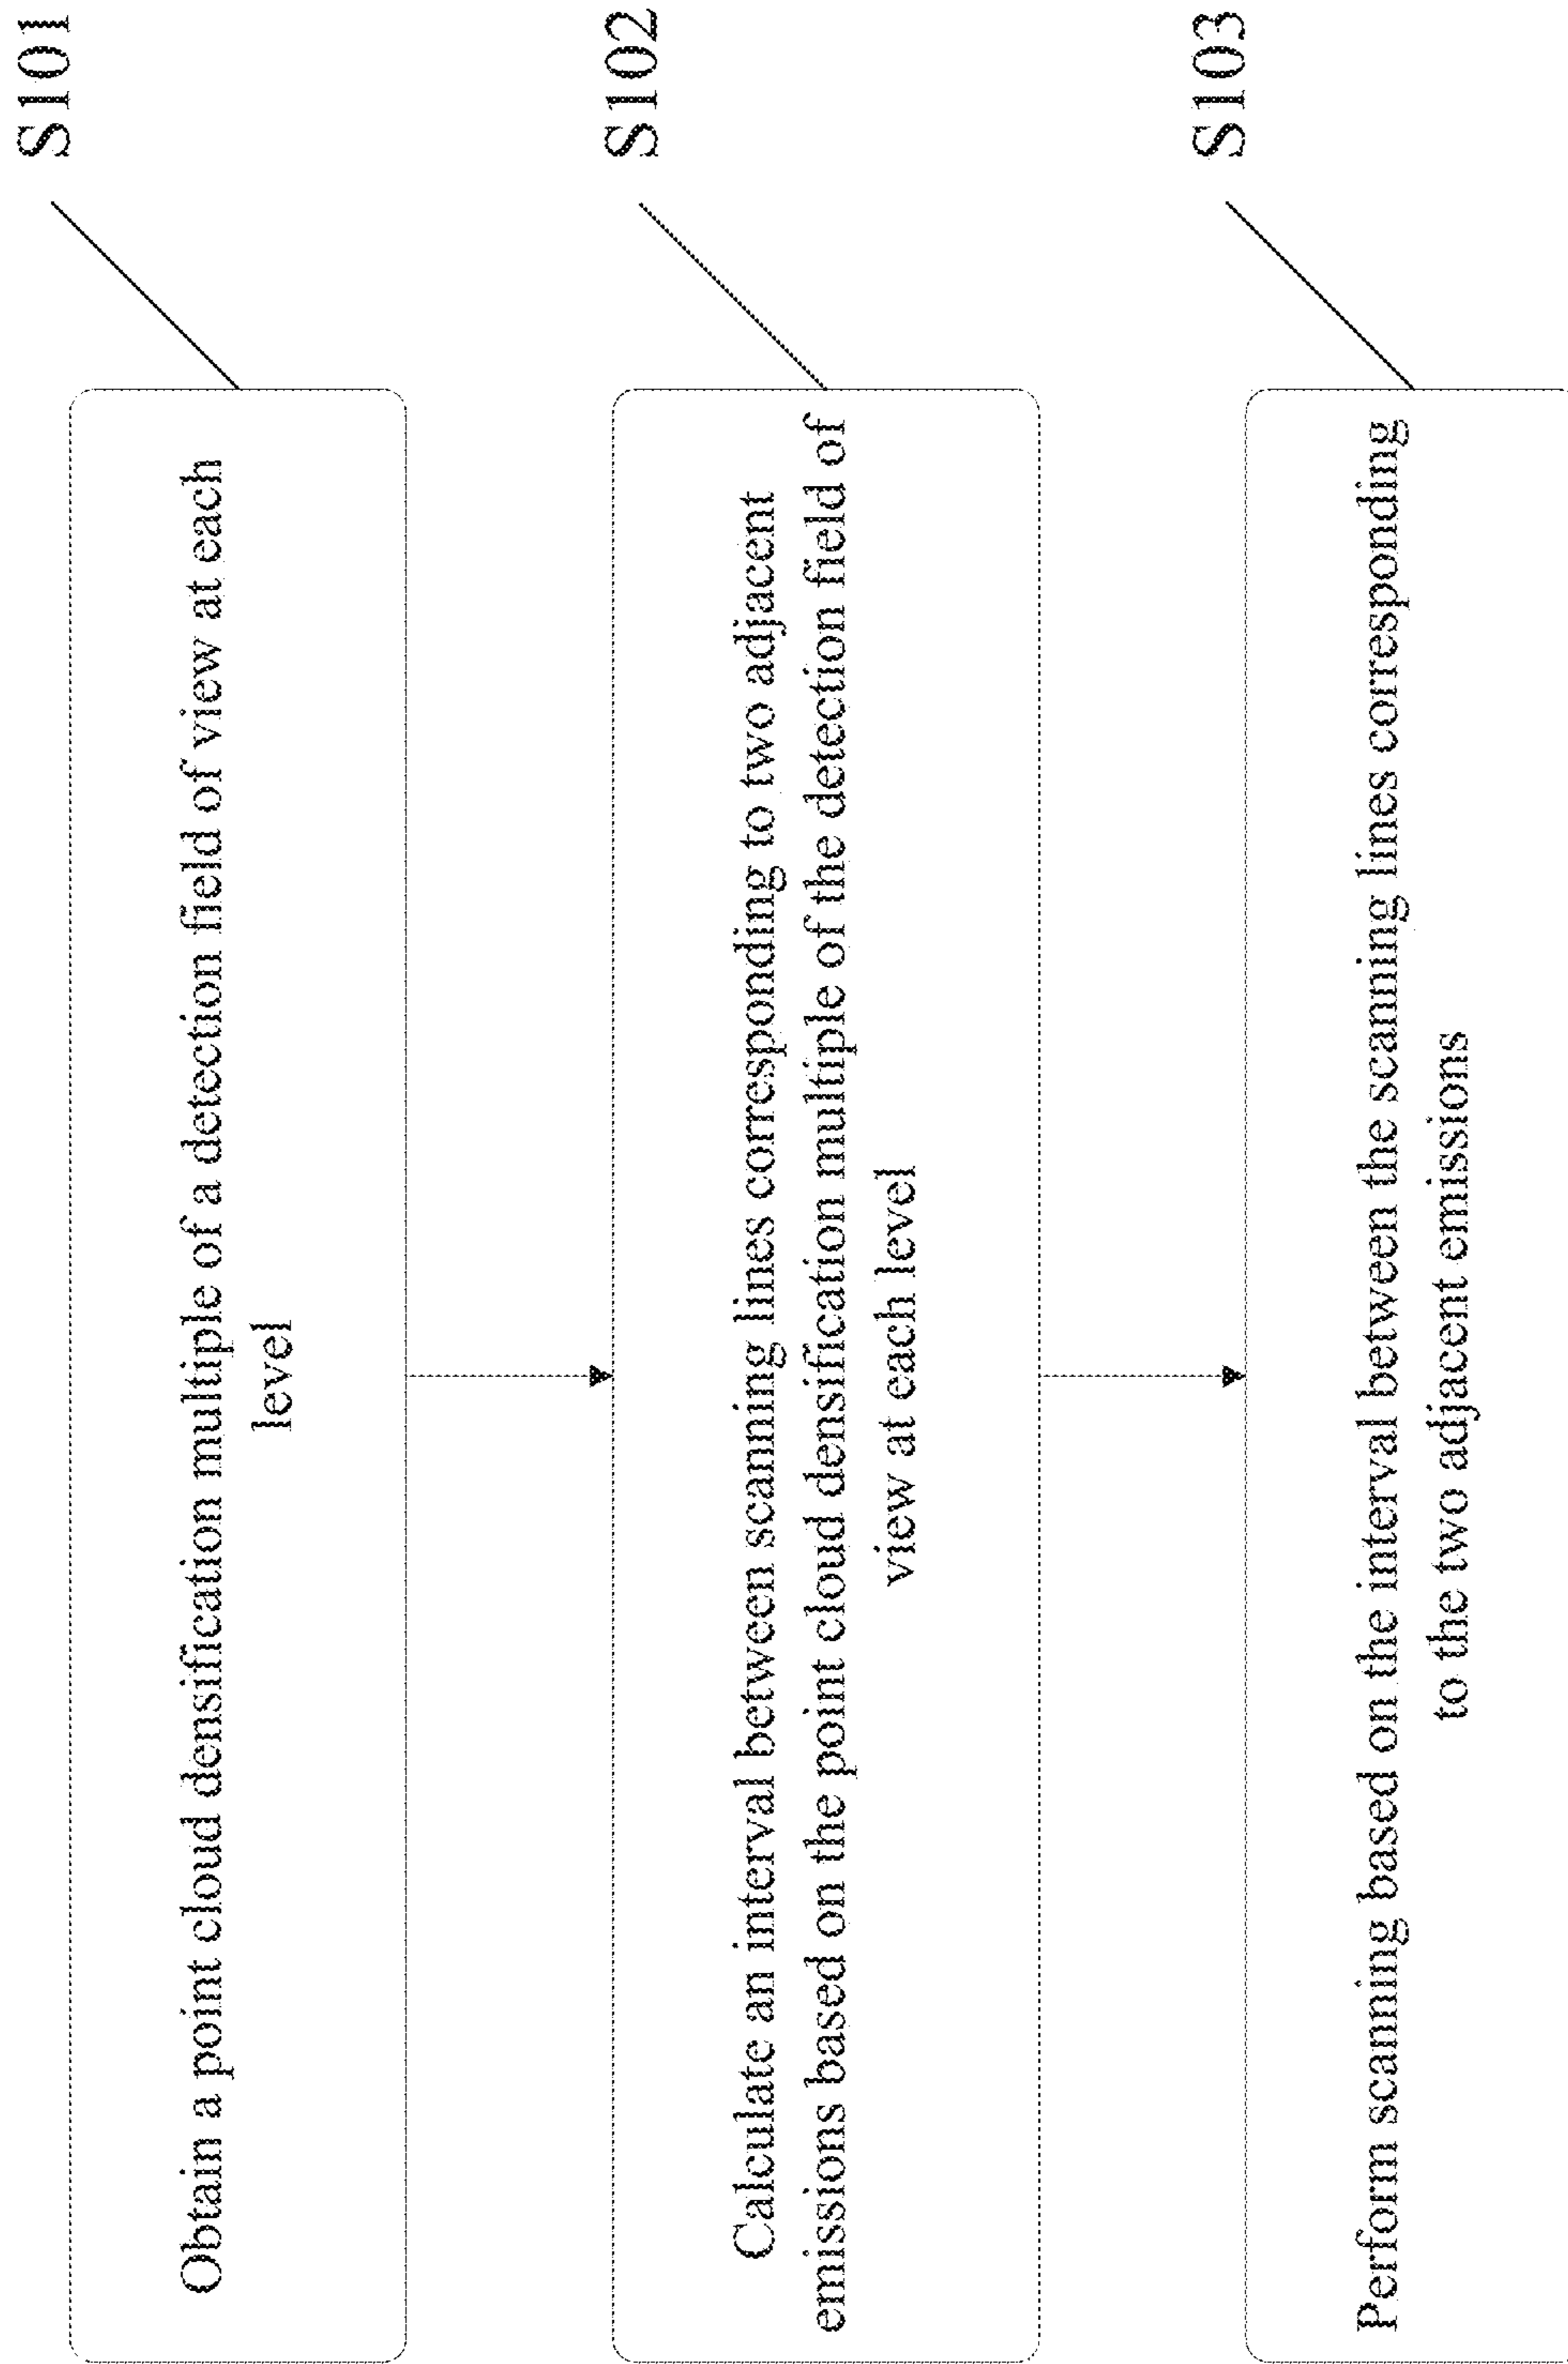 S101
Obtain a point cloud densification multiple of a detection field of view at each
level
S102
Calculate an interval between scanning lines corresponding to two adjacent
emissions based on the point cloud densification multiple of the detection field of
view at each level
S103
Perform scanning based on the interval between the scanning lines corresponding
to the two adjacent emissions